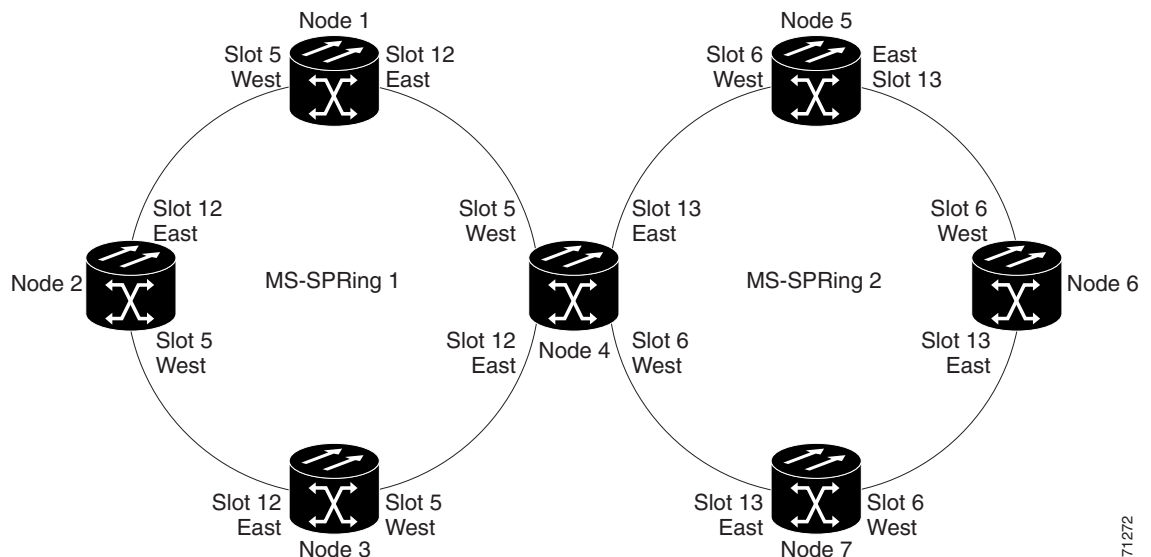 Node 1
Slot 5
West
Slot 12
East
Node 5
Slot 6
West
East
Slot 13
Slot 12
East
Slot 5
West
Slot 13
East
Slot 6
West
Node 2
MS-SPRing 1
MS-SPRing 2
Node 6
Slot 5
West
Slot 12
East
Node 4
Slot 6
West
Slot 13
East
Slot 12
East
Slot 5
West
Node 3
Slot 13
East
Slot 6
West
Node 7
71272